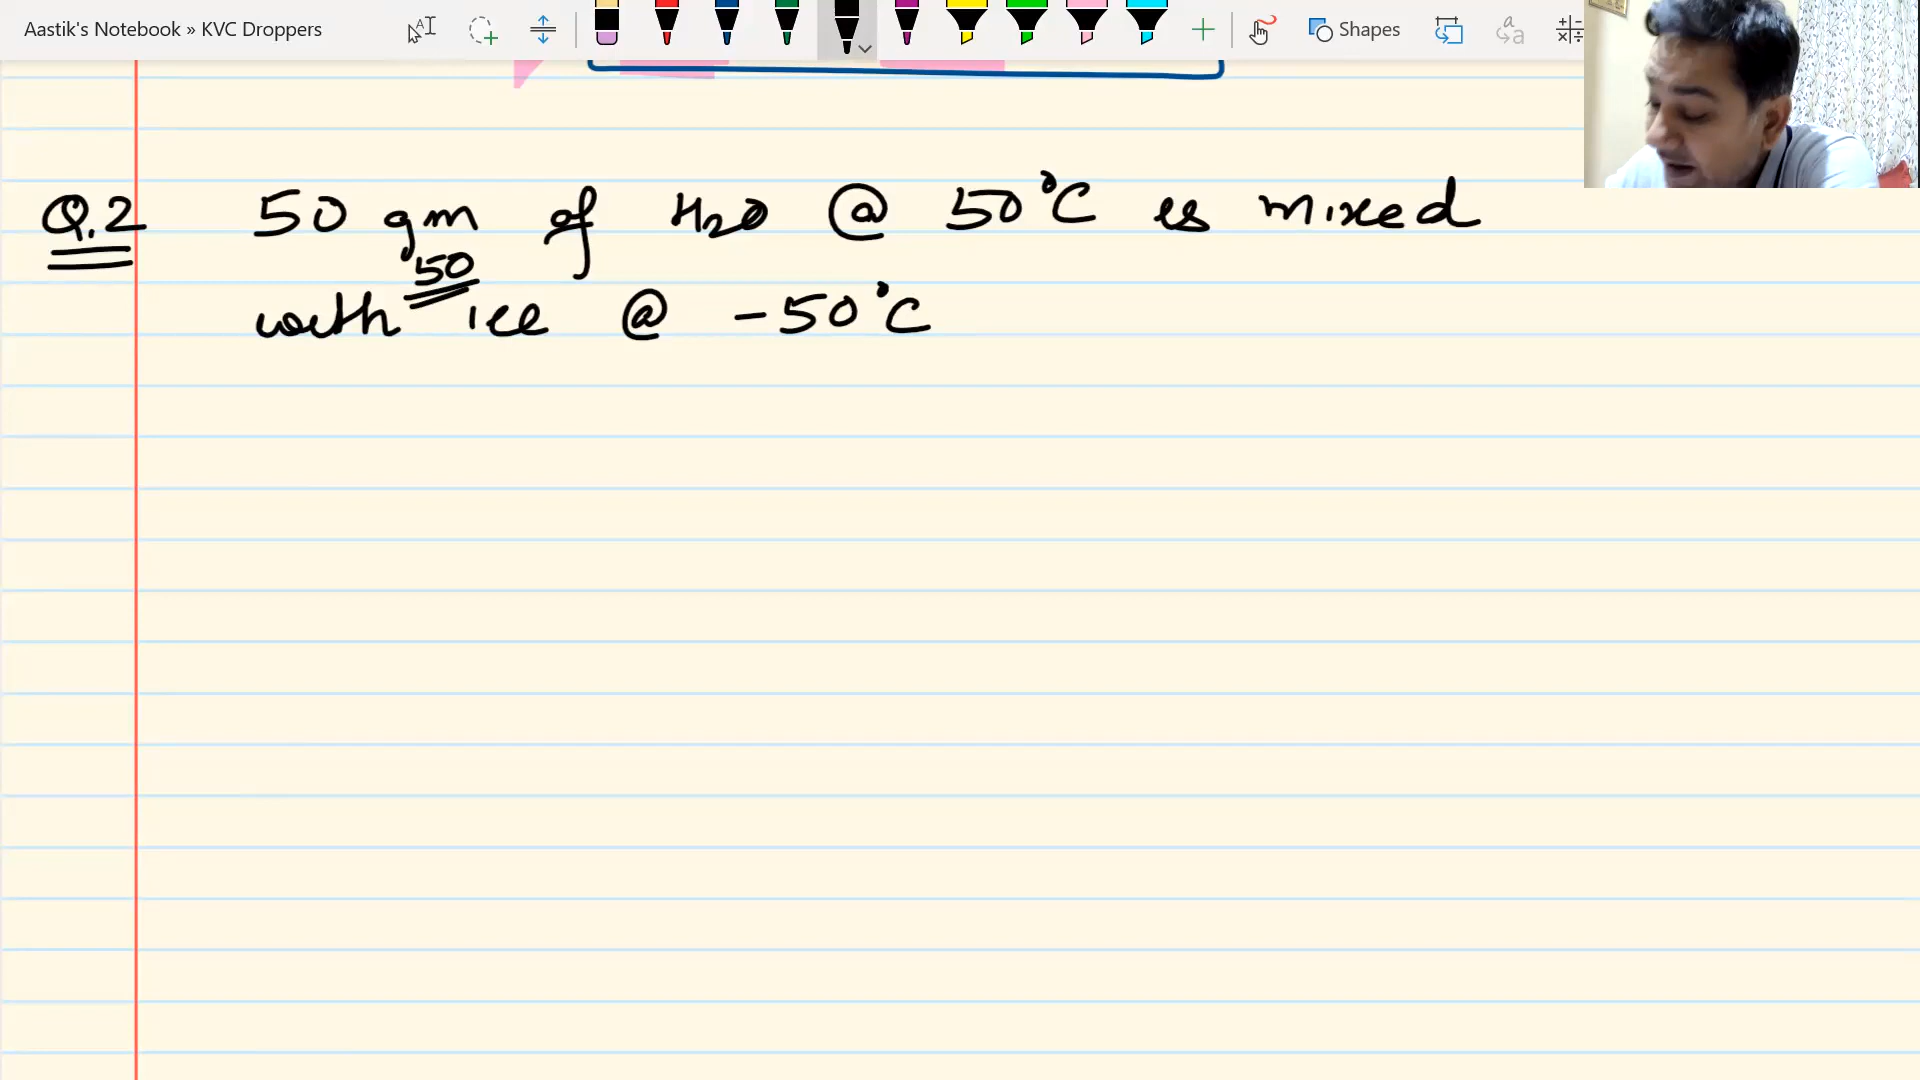 Aastik's Notebook » KVC Droppers
Shapes
Q.2 50 gm of H₂O @ 50°C is mixed
50
with ice @ -50°C